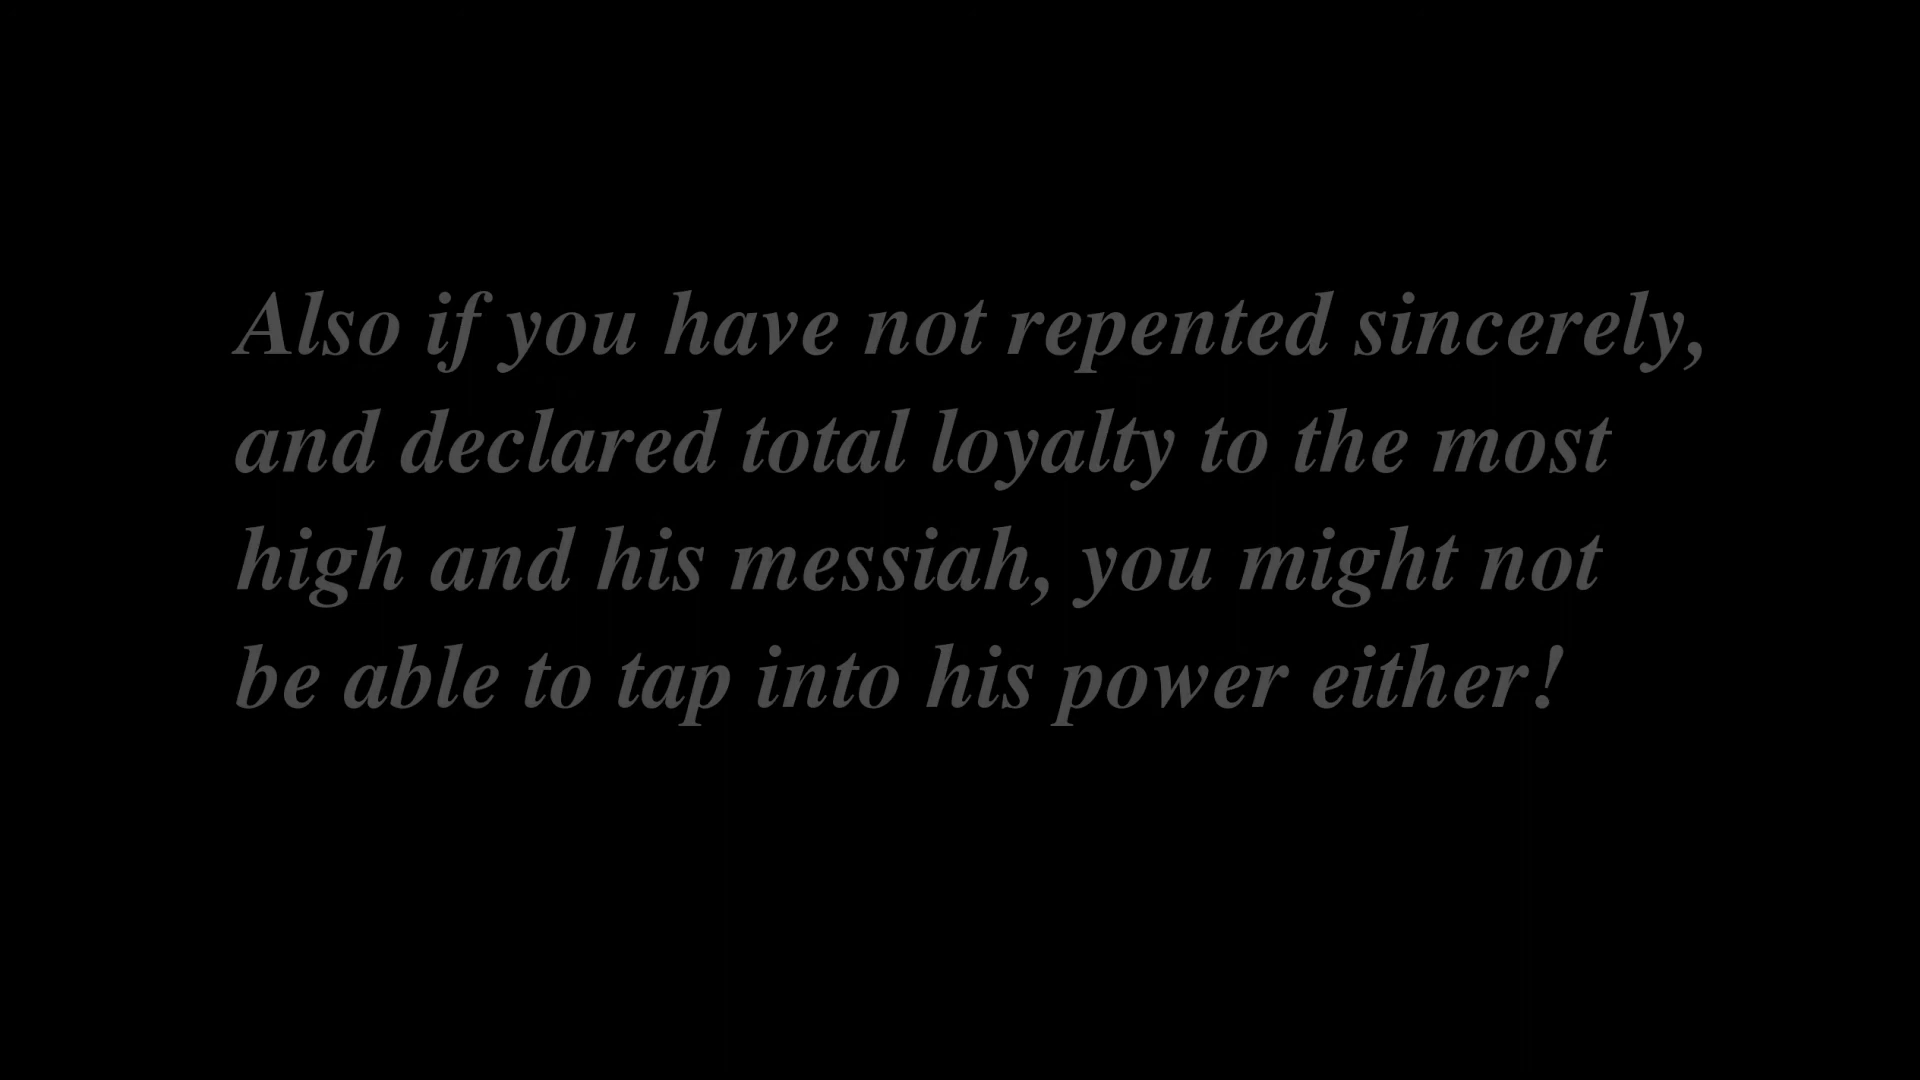 Also if you have not repented sincerely,
and declared total loyalty to the most
high and his messiah, you might not
be able to tap into his power either!